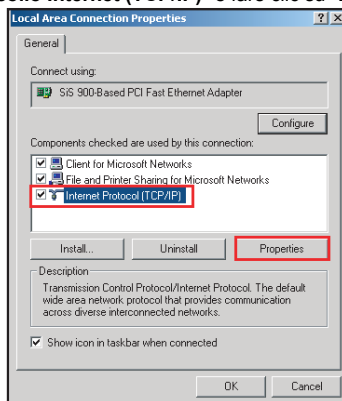 Local Area Connection Properties
General
Connect using:
SiS 900-Based PCI Fast Ethernet Adapter
Configure
Components checked are used by this connection:
Client for Microsoft Networks
File and Printer Sharing for Microsoft Networks
Internet Protocol (TCP/IP)
Install... Uninstall Properties
Description
Transmission Control Protocol/Internet Protocol. The default
wide area network protocol that provides communication
across diverse interconnected networks.
Show icon in taskbar when connected
OK Cancel